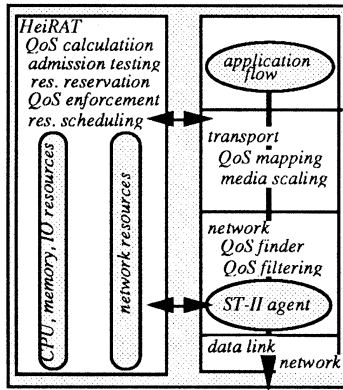 HeiRAT
QoS calculatiion
admission testing
res. reservation
QoS enforcement
res. scheduling
CPU, memory, IO resources
network resources
application
flow
transport
QoS mapping
media scaling
network
QoS finder
QoS filtering
ST-II agent
data link
network